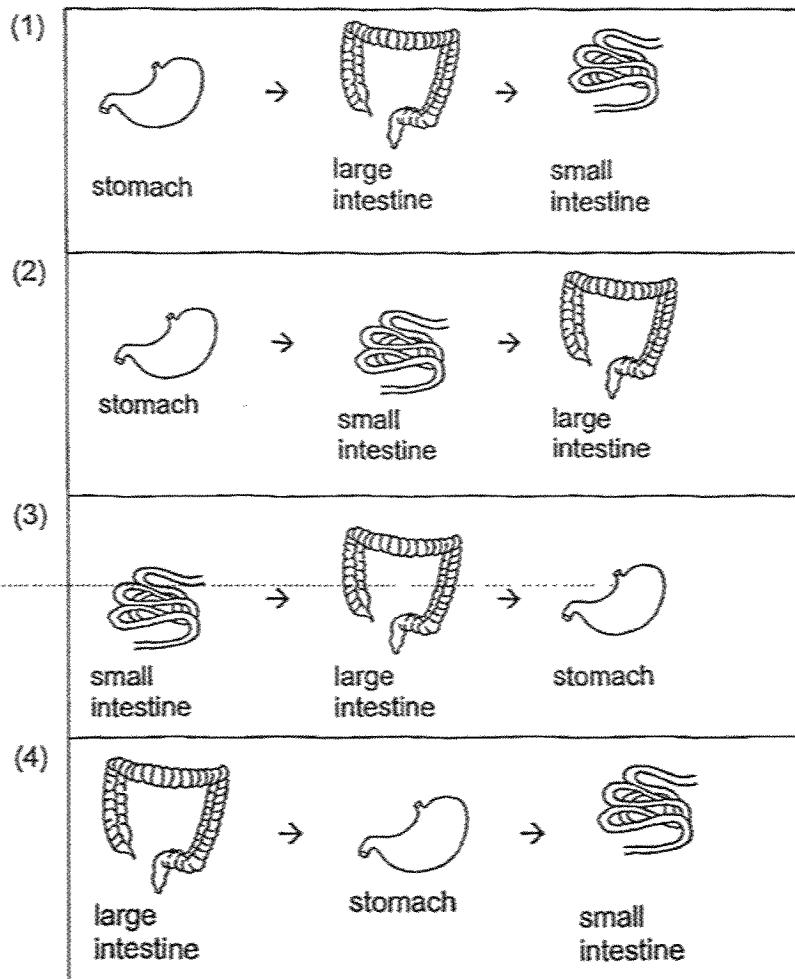 (1)
→ →
stomach large intestine small intestine
(2)
→ →
stomach small intestine large intestine
(3)
→ →
small intestine large intestine stomach
(4)
→ →
large intestine stomach small intestine